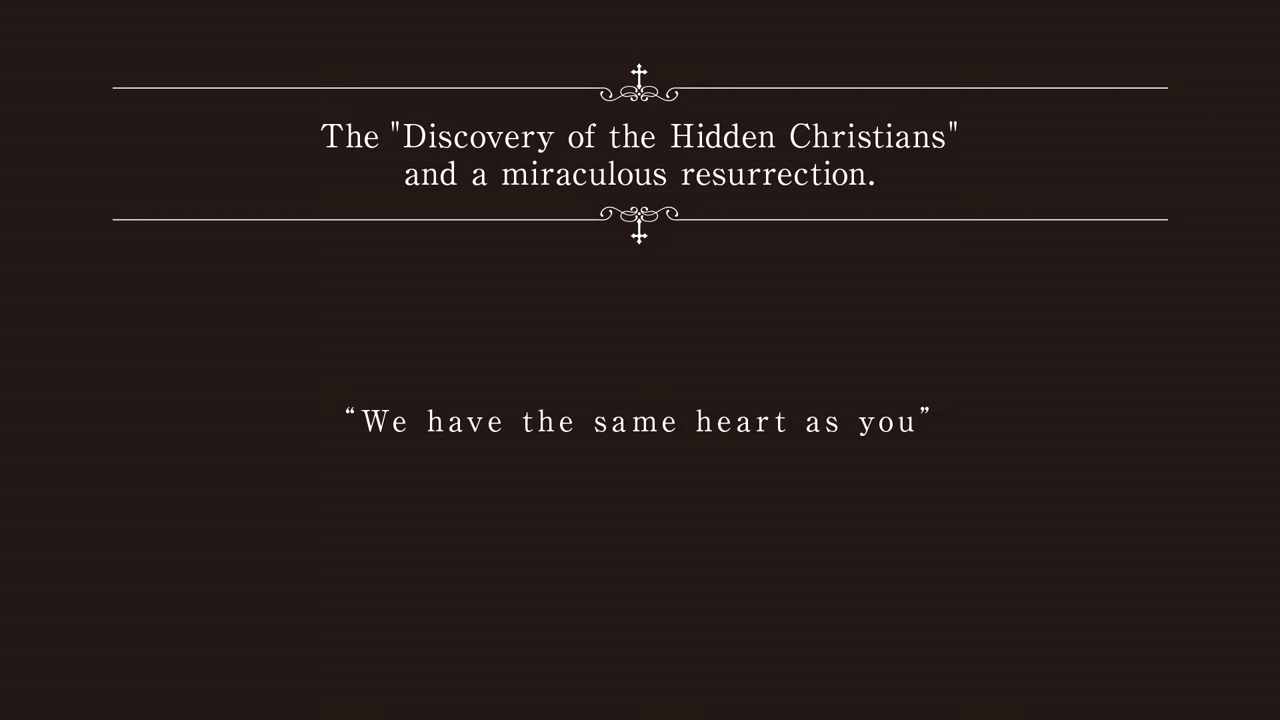 The "Discovery of the Hidden Christians"
and a miraculous resurrection.
“We have the same heart as you”